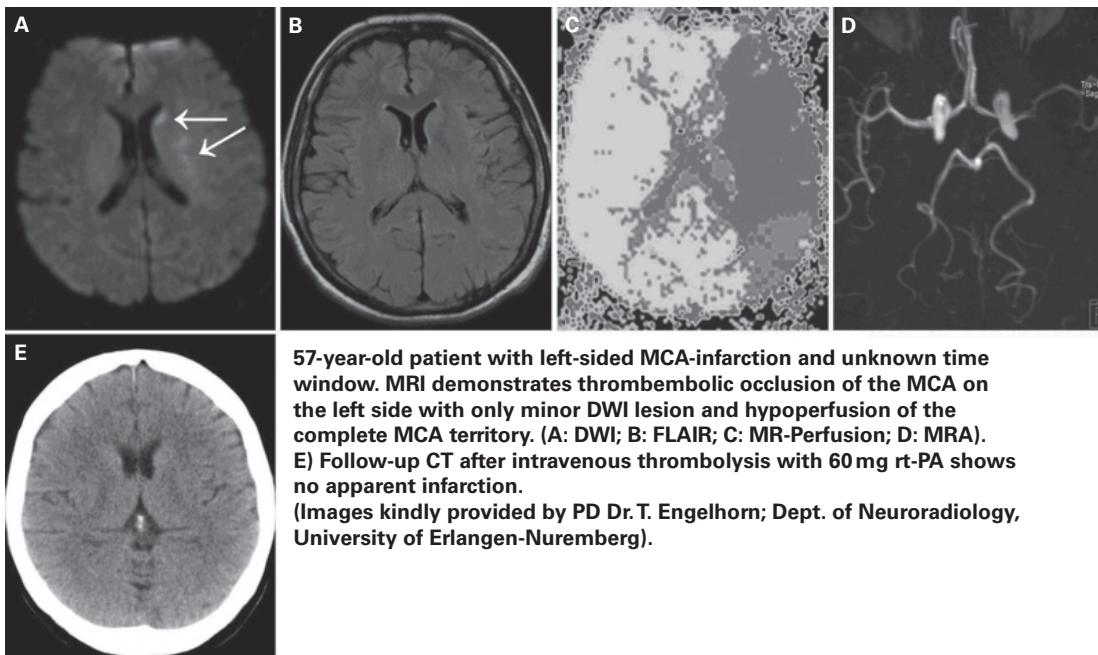 A
B
C
D
E
57-year-old patient with left-sided MCA-infarction and unknown time
window. MRI demonstrates thrombembolic occlusion of the MCA on
the left side with only minor DWI lesion and hypoperfusion of the
complete MCA territory. (A: DWI; B: FLAIR; C: MR-Perfusion; D: MRA).
E) Follow-up CT after intravenous thrombolysis with 60 mg rt-PA shows
no apparent infarction.
(Images kindly provided by PD Dr. T. Engelhorn; Dept. of Neuroradiology,
University of Erlangen-Nuremberg).